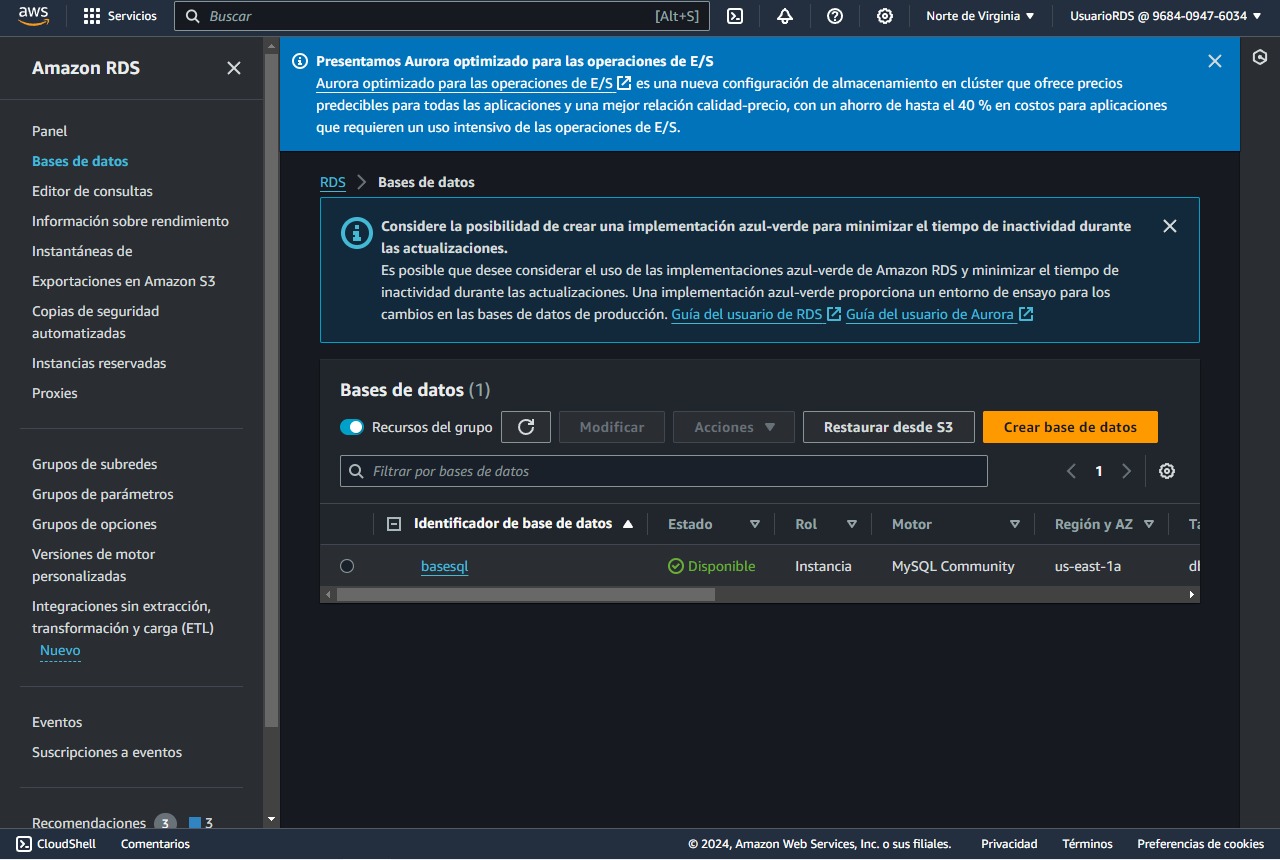 aws Servicios Buscar [Alt+S] Norte de Virginia UsuarioRDS @ 9684-0947-6034
Amazon RDS
Panel
Bases de datos
Editor de consultas
Información sobre rendimiento
Instantáneas de
Exportaciones en Amazon S3
Copias de seguridad
automatizadas
Instancias reservadas
Proxies
Grupos de subredes
Grupos de parámetros
Grupos de opciones
Versiones de motor
personalizadas
Integraciones sin extracción,
transformación y carga (ETL)
Nuevo
Eventos
Suscripciones a eventos
Recomendaciones 3 3
Presentamos Aurora optimizado para las operaciones de E/S
Aurora optimizado para las operaciones de E/S es una nueva configuración de almacenamiento en clúster que ofrece precios
predecibles para todas las aplicaciones y una mejor relación calidad-precio, con un ahorro de hasta el 40 % en costos para aplicaciones
que requieren un uso intensivo de las operaciones de E/S.
RDS Bases de datos
Considere la posibilidad de crear una implementación azul-verde para minimizar el tiempo de inactividad durante
las actualizaciones.
Es posible que desee considerar el uso de las implementaciones azul-verde de Amazon RDS y minimizar el tiempo de
inactividad durante las actualizaciones. Una implementación azul-verde proporciona un entorno de ensayo para los
cambios en las bases de datos de producción. Guía del usuario de RDS Guía del usuario de Aurora
Bases de datos (1)
Recursos del grupo Modificar Acciones Restaurar desde S3 Crear base de datos
Filtrar por bases de datos 1
Identificador de base de datos Estado Rol Motor Región y AZ
basesql Disponible Instancia MySQL Community us-east-1a
CloudShell Comentarios © 2024, Amazon Web Services, Inc. o sus filiales. Privacidad Términos Preferencias de cookies